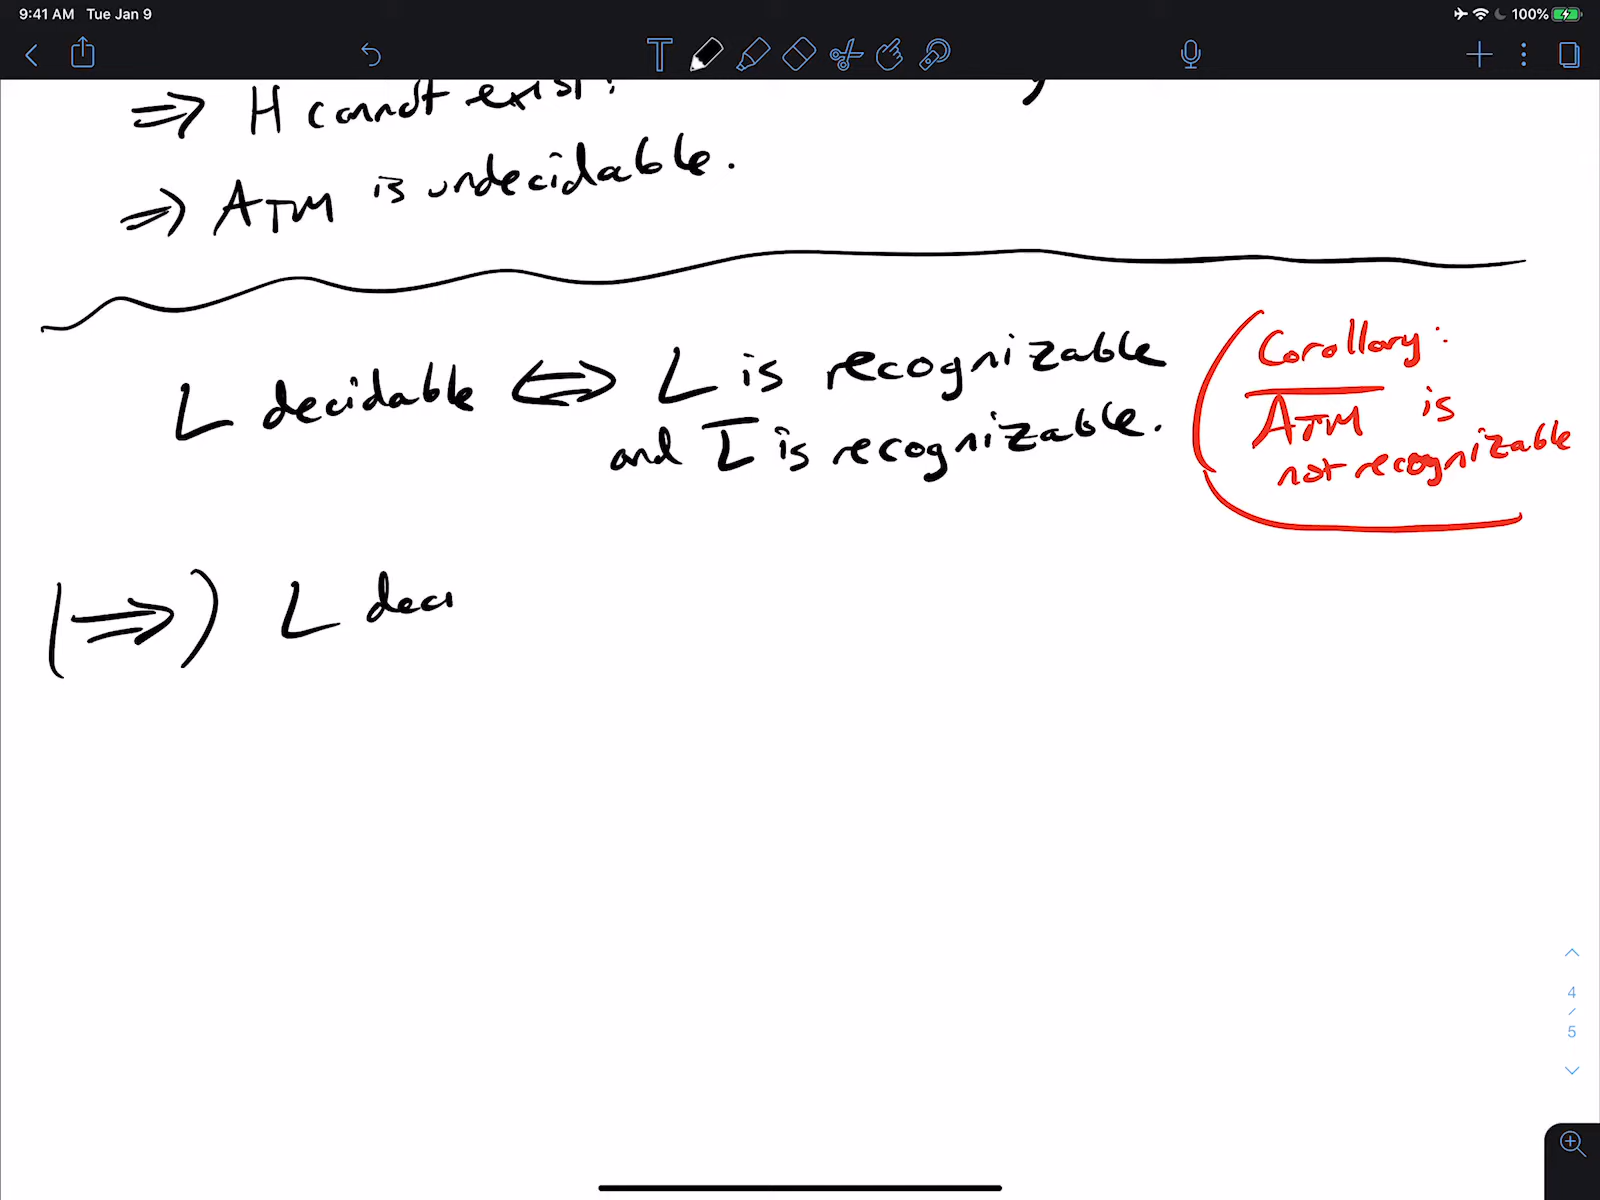 9:41 AM Tue Jan 9
100%
⇒ H cannot exist!
⇒ ATM is undecidable.
L decidable ⇔ L is recognizable
and L̅ is recognizable.
Corollary:
A̅T̅M̅ is
not recognizable
(⇒) L deci
4
/
5